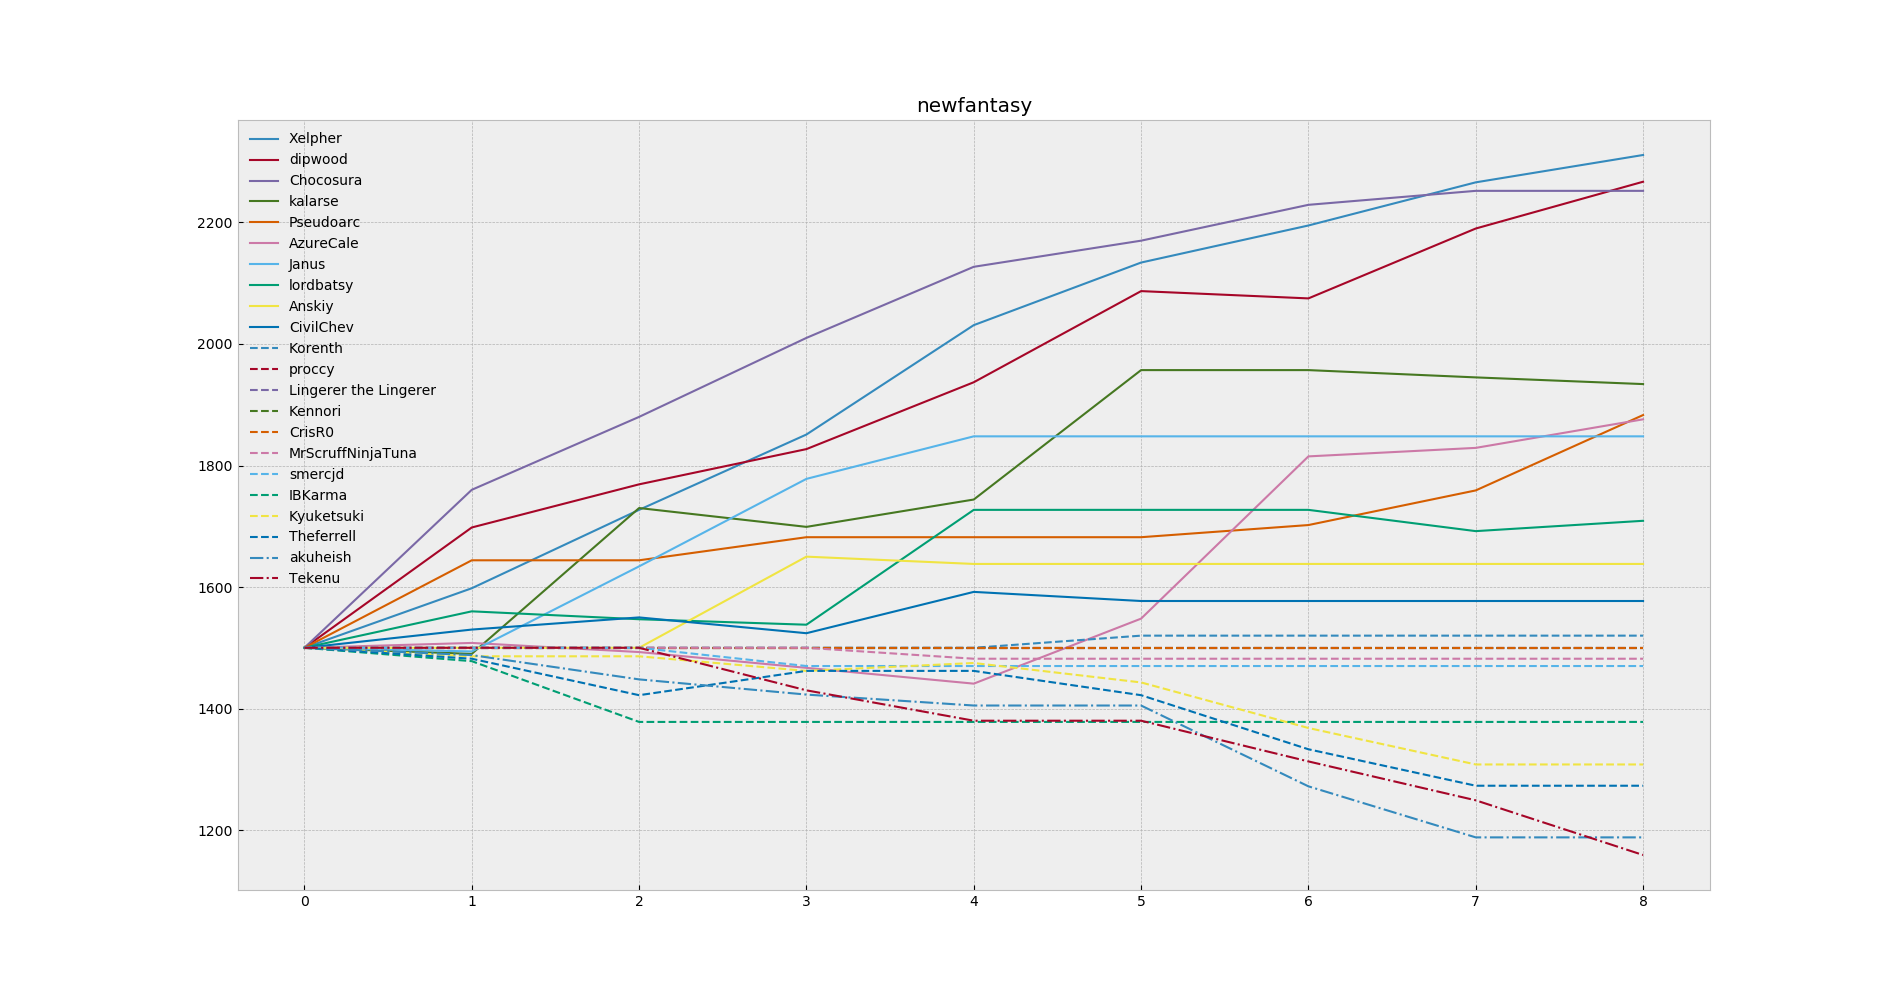 newfantasy
Xelpher
dipwood
Chocosura
kalarse
Pseudoarc
AzureCale
Janus
lordbatsy
Anskiy
CivilChev
Korenth
proccy
Lingerer the Lingerer
Kennori
CrisR0
MrScruffNinjaTuna
smercjd
IBKarma
Kyuketsuki
Theferrell
akuheish
Tekenu
2200
2000
1800
1600
1400
1200
0 1 2 3 4 5 6 7 8